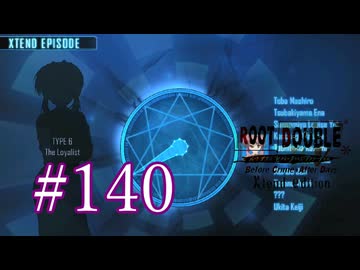 XTEND EPISODE
TYPE 6
The Loyalist
#140
Tobe Mashiro
Tsubakiyama Ena
ROOT DOUBLE
Before Crime * After Days
Xtend Edition
???
Ukita Keiji